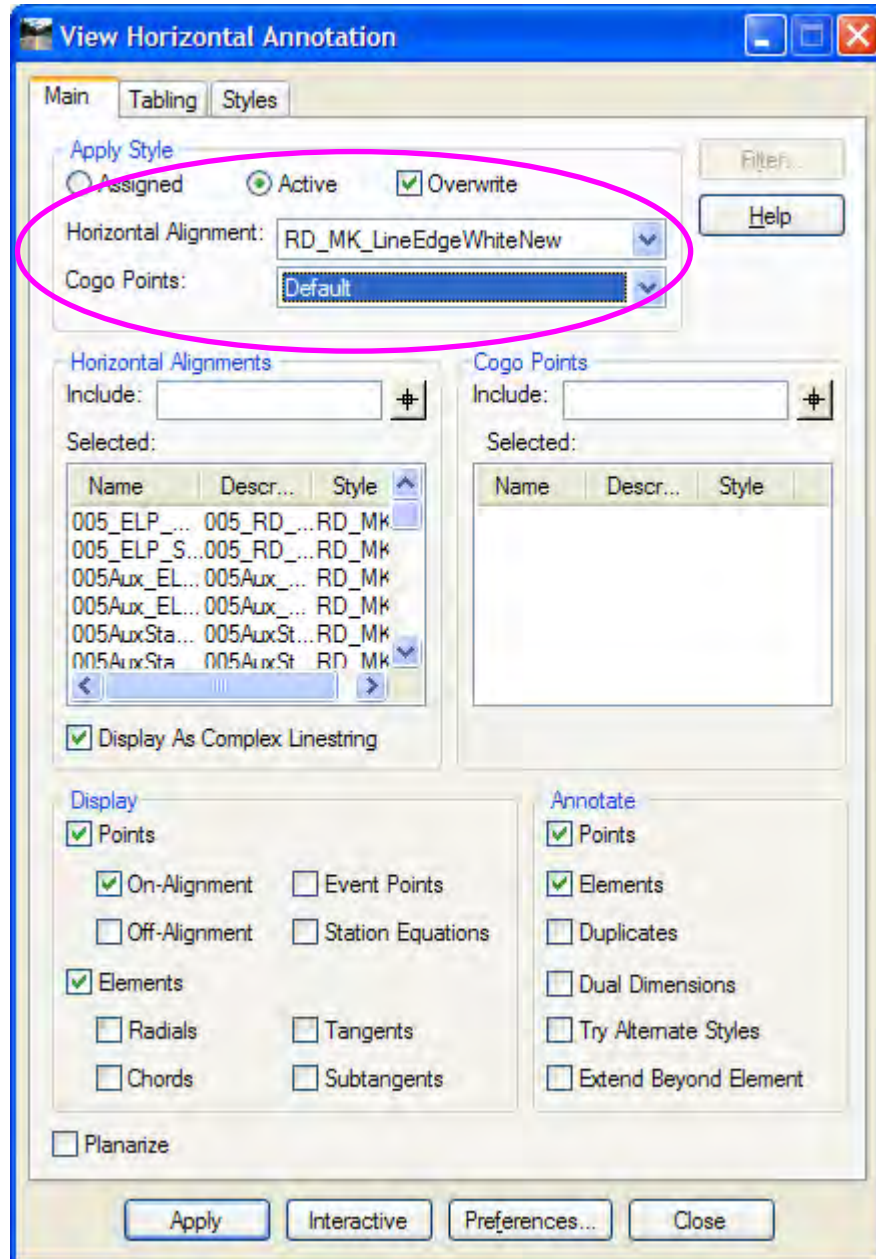 View Horizontal Annotation
Main Tabling Styles
Apply Style
Assigned Active Overwrite
Filter...
Horizontal Alignment: RD_MK_LineEdgeWhiteNew
Help
Cogo Points: Default
Horizontal Alignments
Include:
Selected:
Name Descr... Style
005_ELP_... 005_RD_... RD_MK
005_ELP_S... 005_RD_... RD_MK
005Aux_EL... 005Aux_... RD_MK
005Aux_EL... 005Aux_... RD_MK
005AuxSta... 005AuxSt... RD_MK
005AuxSta 005AuxSt RD_MK
Display As Complex Linestring
Cogo Points
Include:
Selected:
Name Descr... Style
Display
Points
On-Alignment Event Points
Off-Alignment Station Equations
Elements
Radials Tangents
Chords Subtangents
Annotate
Points
Elements
Duplicates
Dual Dimensions
Try Alternate Styles
Extend Beyond Element
Planarize
Apply Interactive Preferences... Close